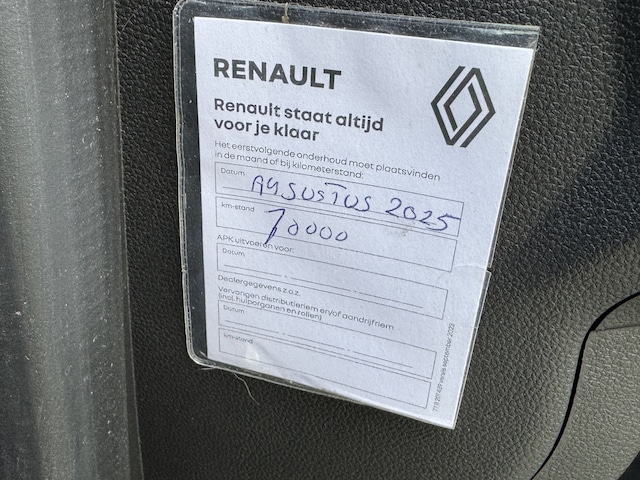 RENAULT
Renault staat altijd
voor je klaar
Het eerstvolgende onderhoud moet plaatsvinden
in de maand of bij kilometerstand:
Datum AUGUSTUS 2025
km-stand 70000
APK uitvoeren voor:
Datum
Dealergegevens z.o.z.
Vervangen distributieriem en/of aandrijfriem
(incl. hulporganen en rollen)
Datum
km-stand
september 2023